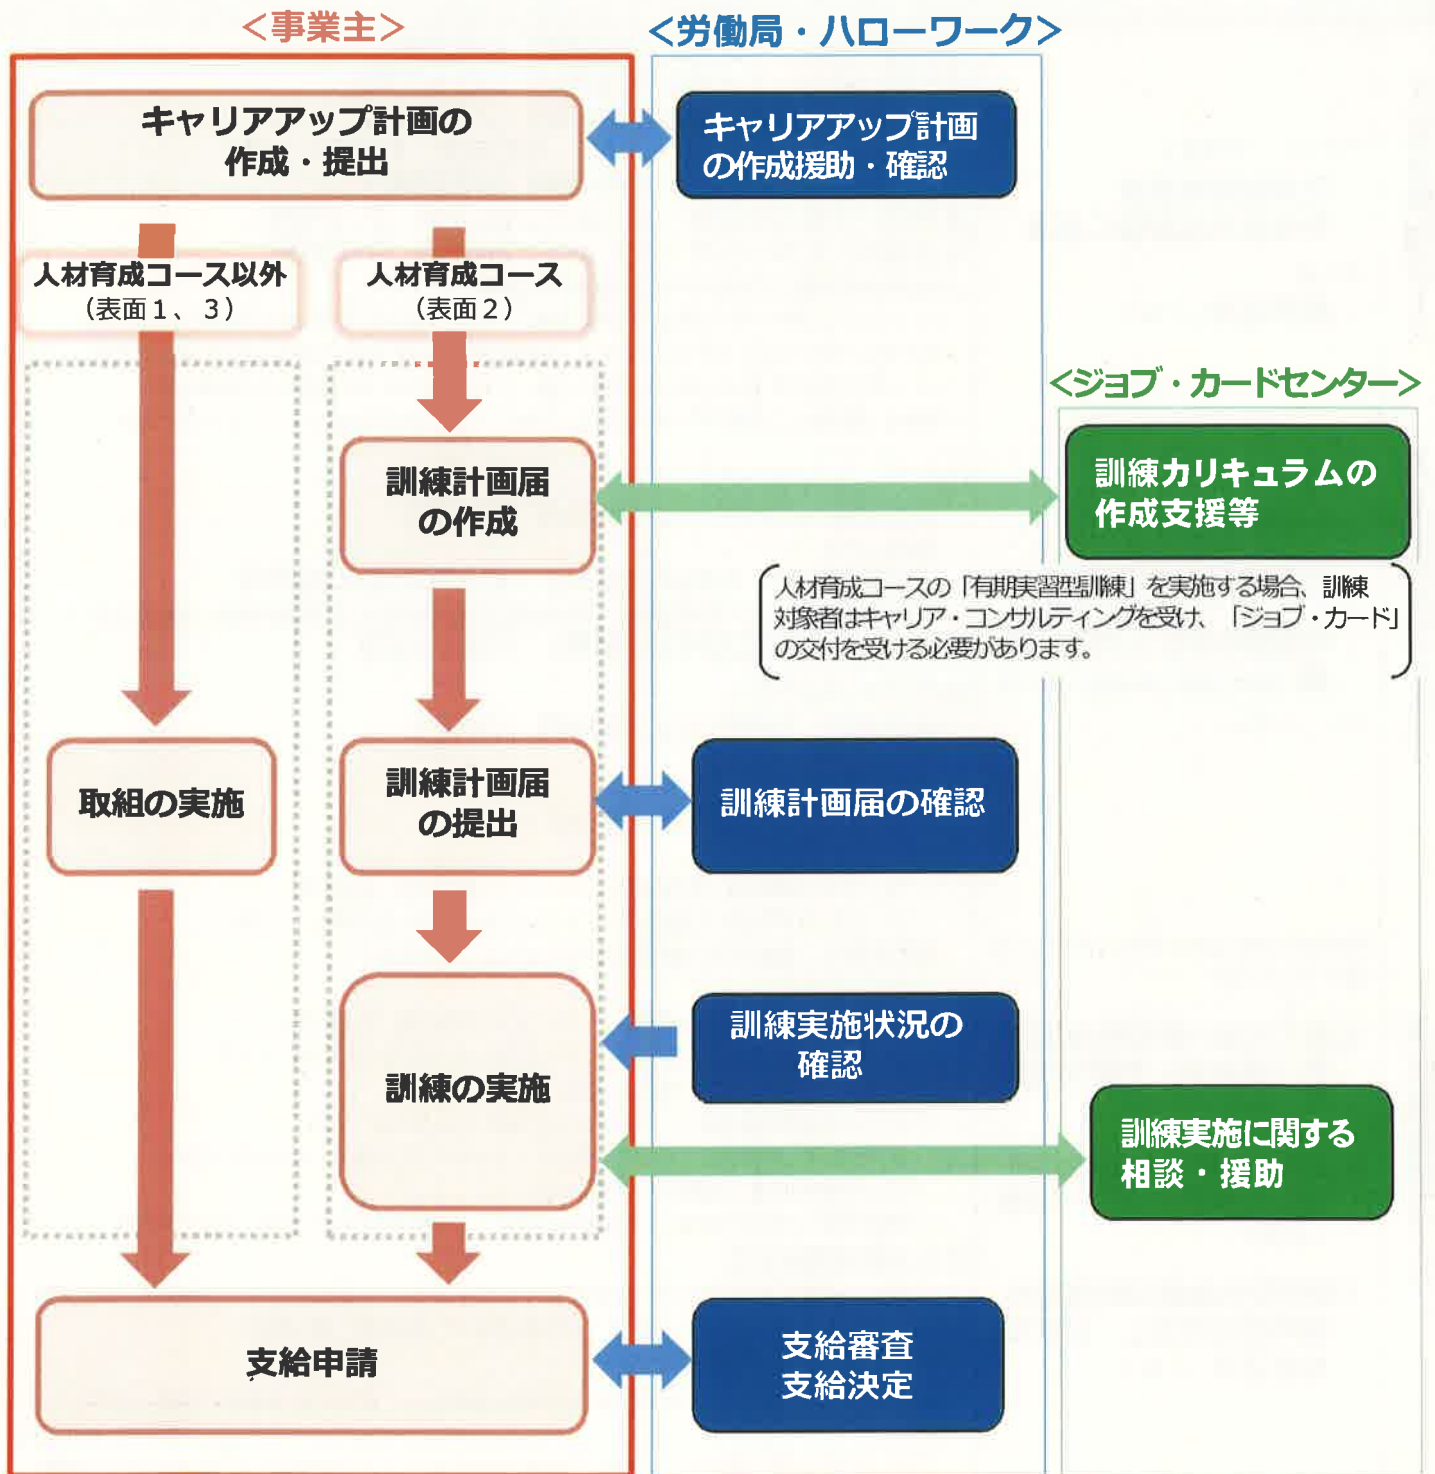 <事業主>
<労働局・ハローワーク>
キャリアアップ計画の
作成・提出
キャリアアップ計画
の作成援助・確認
人材育成コース以外
(表面1、3)
人材育成コース
(表面2)
<ジョブ・カードセンター>
訓練計画届
の作成
訓練カリキュラムの
作成支援等
人材育成コースの「有期実習型訓練」を実施する場合、訓練
対象者はキャリア・コンサルティングを受け、「ジョブ・カード」
の交付を受ける必要があります。
取組の実施
訓練計画届
の提出
訓練計画届の確認
訓練の実施
訓練実施状況の
確認
訓練実施に関する
相談・援助
支給申請
支給審査
支給決定